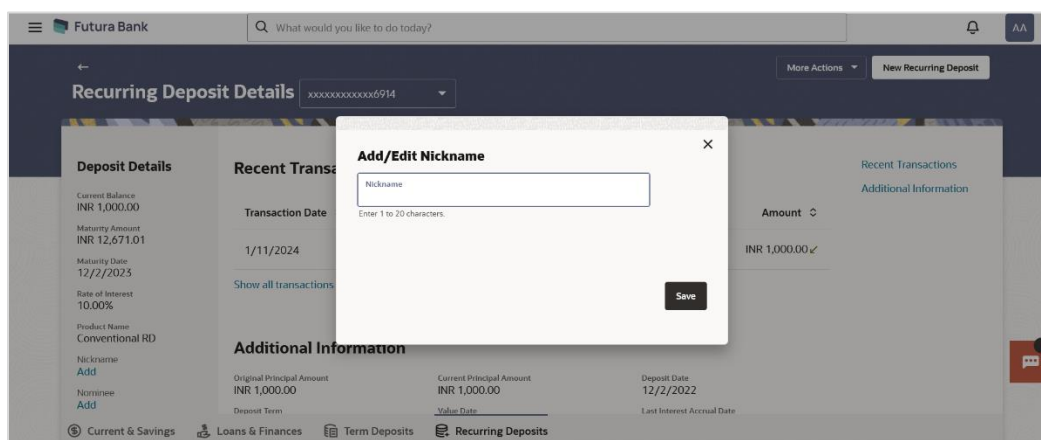 Futura Bank
What would you like to do today?
AA
More Actions
New Recurring Deposit
Recurring Deposit Details xxxxxxxxxxxx6914
Add/Edit Nickname
Nickname
Enter 1 to 20 characters.
Save
Deposit Details
Current Balance
INR 1,000.00
Maturity Amount
INR 12,671.01
Maturity Date
12/2/2023
Rate of Interest
10.00%
Product Name
Conventional RD
Nickname
Add
Nominee
Add
Recent Transa
Transaction Date
Amount
1/11/2024
INR 1,000.00
Show all transactions
Additional Information
Original Principal Amount
INR 1,000.00
Current Principal Amount
INR 1,000.00
Deposit Date
12/2/2022
Deposit Term
Value Date
Last Interest Accrual Date
Recent Transactions
Additional Information
Current & Savings
Loans & Finances
Term Deposits
Recurring Deposits